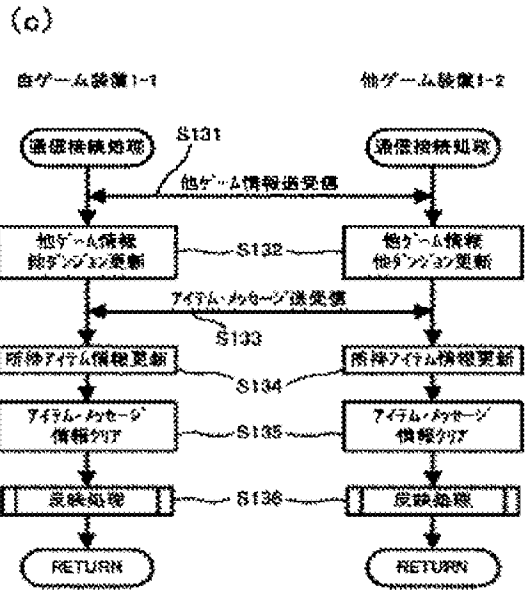 (c)
自ゲーム装置1-1
他ゲーム装置1-2
通信接続処理
S131
通信接続処理
他ゲーム情報送受信
他ゲーム情報
他ダンジョン更新
S132
他ゲーム情報
他ダンジョン更新
アイテム・メッセージ送受信
S133
所持アイテム情報更新
S134
所持アイテム情報更新
アイテム・メッセージ
情報クリア
S135
アイテム・メッセージ
情報クリア
反映処理
S136
反映処理
RETURN
RETURN